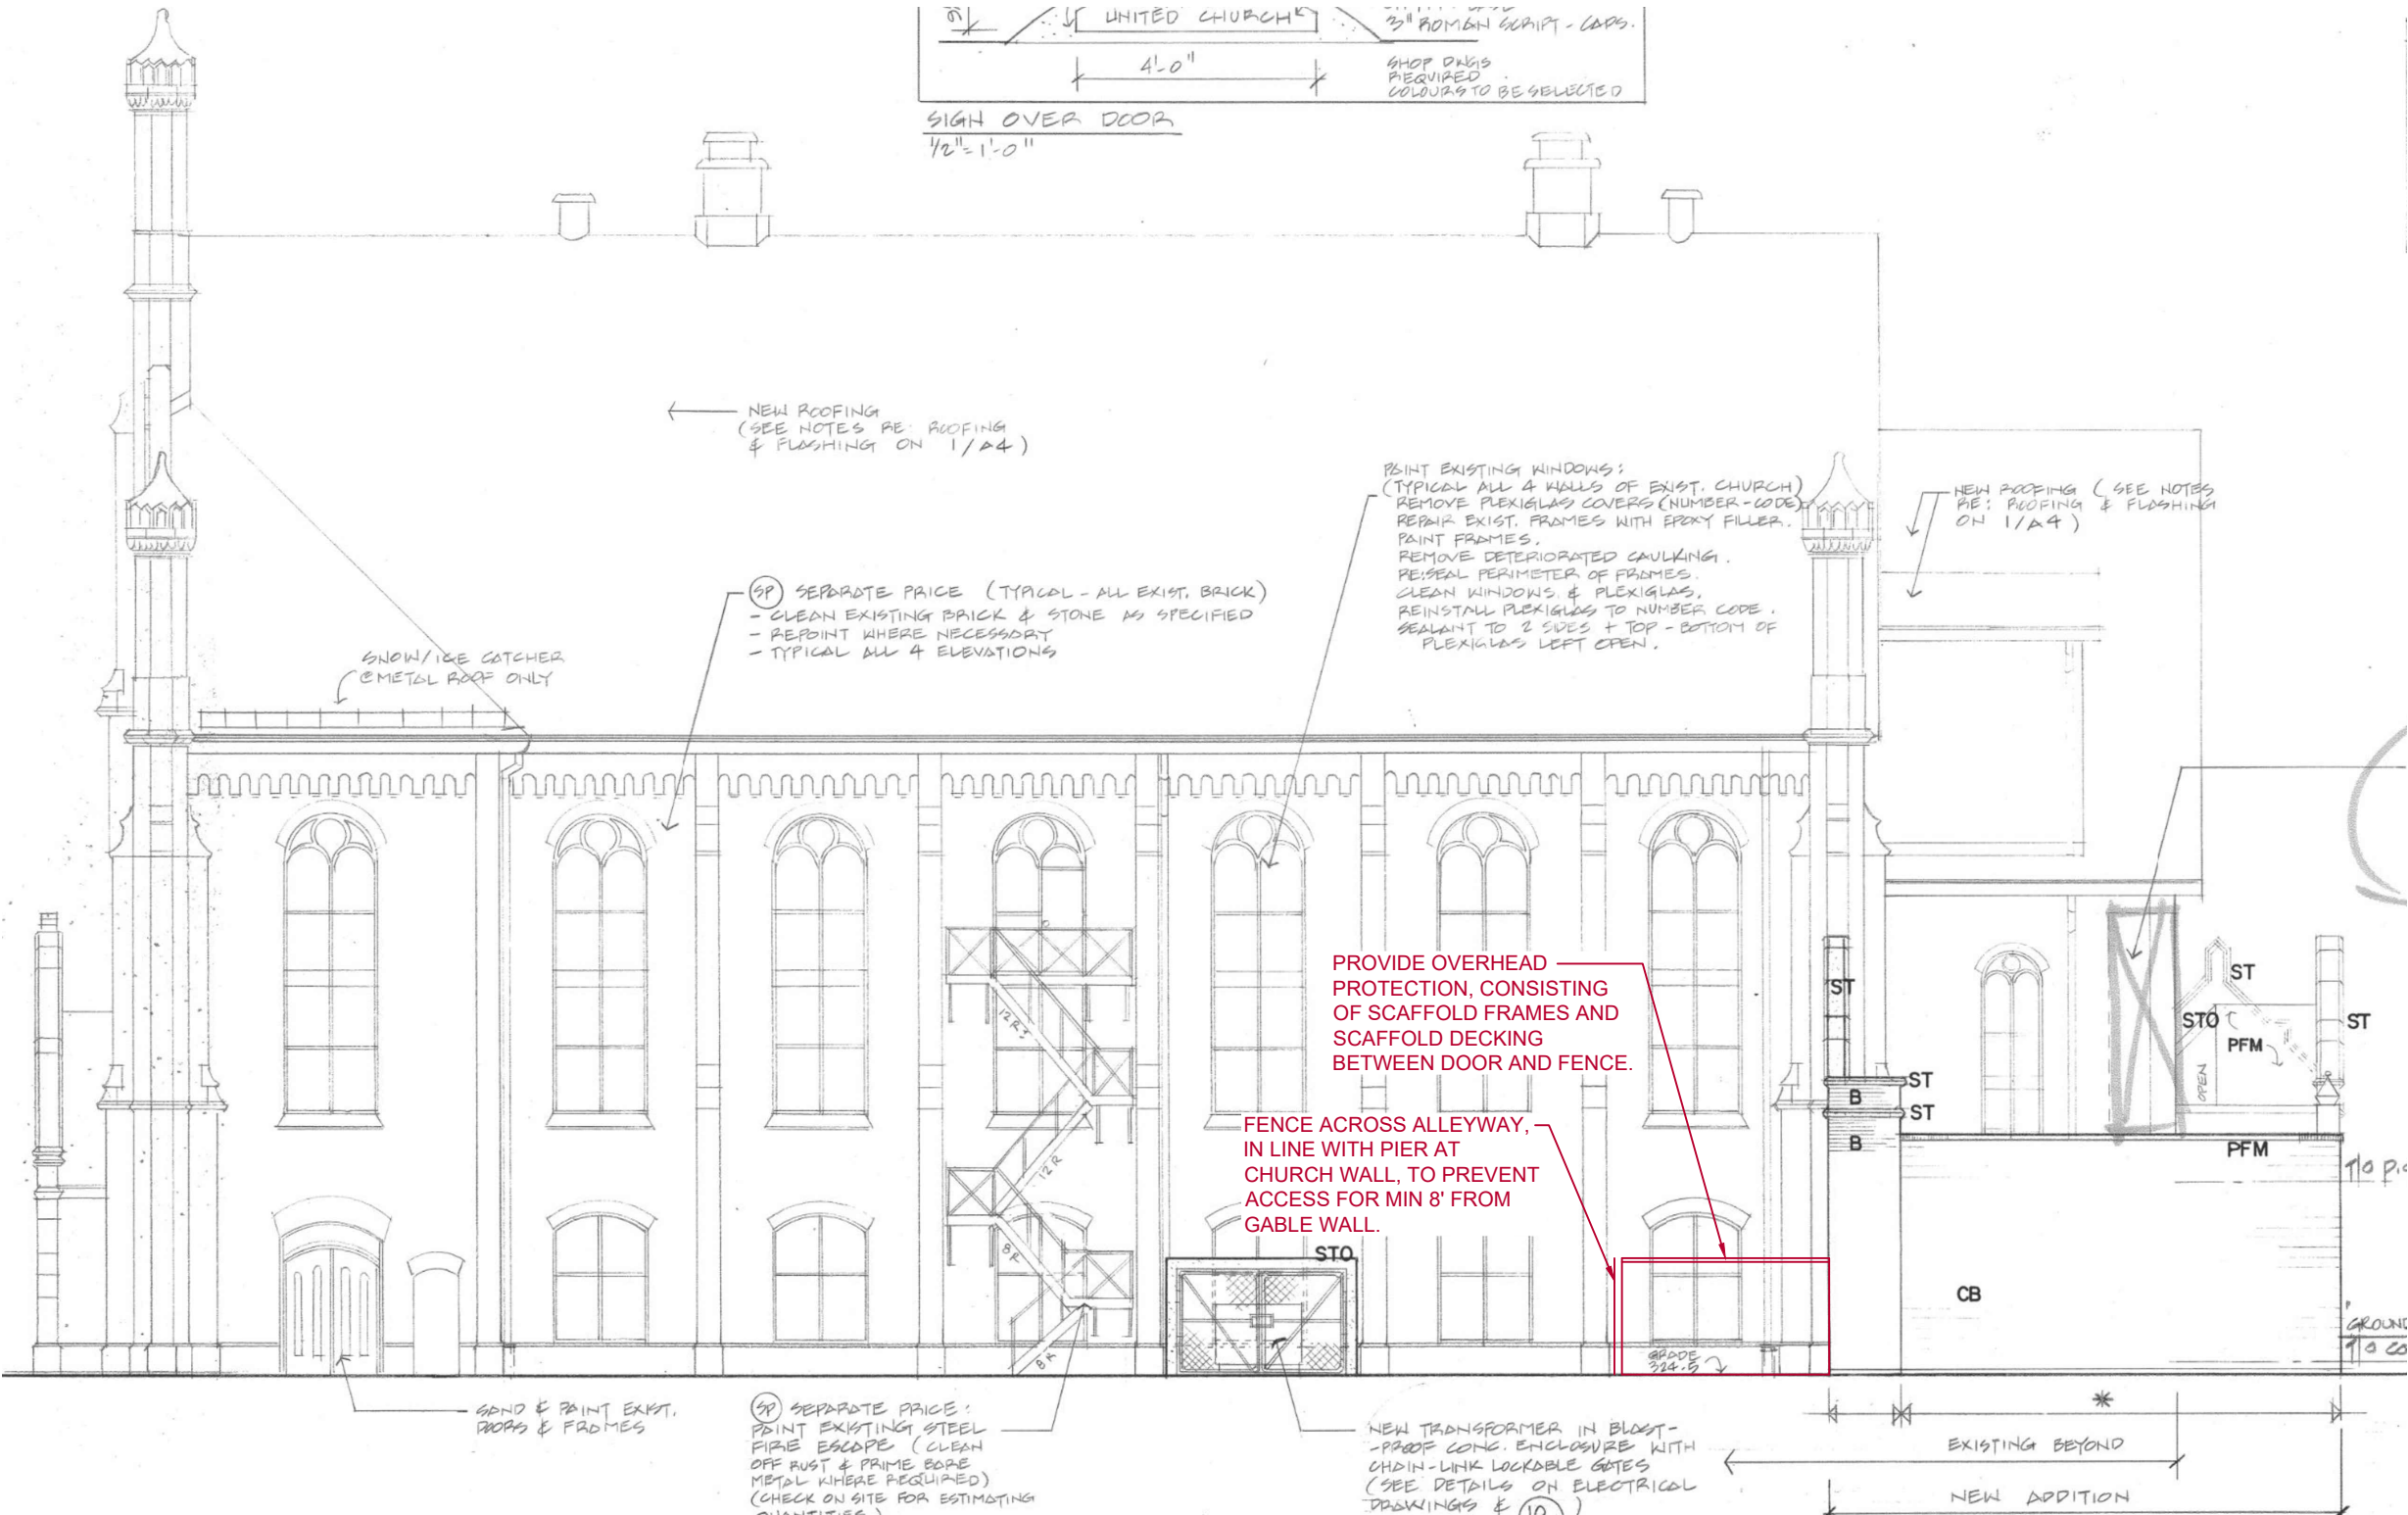 UNITED CHURCH
3" ROMAN SCRIPT - CAPS.
4'-0"
SHOP DWGS
REQUIRED
COLOURS TO BE SELECTED
SIGN OVER DOOR
1/2"=1'-0"
NEW ROOFING
(SEE NOTES RE: ROOFING
& FLASHING ON 1/A4)
PAINT EXISTING WINDOWS:
(TYPICAL ALL 4 WALLS OF EXIST. CHURCH)
REMOVE PLEXIGLAS COVERS (NUMBER-CODE)
REPAIR EXIST. FRAMES WITH EPOXY FILLER.
PAINT FRAMES.
REMOVE DETERIORATED CAULKING.
RE:SEAL PERIMETER OF FRAMES.
CLEAN WINDOWS & PLEXIGLAS.
REINSTALL PLEXIGLAS TO NUMBER CODE.
SEALANT TO 2 SIDES + TOP - BOTTOM OF
PLEXIGLAS LEFT OPEN.
NEW ROOFING (SEE NOTES
RE: ROOFING & FLASHING
ON 1/A4)
SP SEPARATE PRICE (TYPICAL - ALL EXIST. BRICK)
- CLEAN EXISTING BRICK & STONE AS SPECIFIED
- REPOINT WHERE NECESSARY
- TYPICAL ALL 4 ELEVATIONS
SNOW/ICE CATCHER
@ METAL ROOF ONLY
PROVIDE OVERHEAD
PROTECTION, CONSISTING
OF SCAFFOLD FRAMES AND
SCAFFOLD DECKING
BETWEEN DOOR AND FENCE.
FENCE ACROSS ALLEYWAY,
IN LINE WITH PIER AT
CHURCH WALL, TO PREVENT
ACCESS FOR MIN 8' FROM
GABLE WALL.
12R
12R
8R
8R
STO
ST
ST
B
ST
B
ST
STO
ST
PFM
OPEN
PFM
T/O
CB
GRADE
324.5
GROUND
T/O
SAND & PAINT EXIST.
DOORS & FRAMES
SP SEPARATE PRICE:
PAINT EXISTING STEEL
FIRE ESCAPE (CLEAN
OFF RUST & PRIME BARE
METAL WHERE REQUIRED)
(CHECK ON SITE FOR ESTIMATING
QUANTITIES)
NEW TRANSFORMER IN BLAST-
-PROOF CONC. ENCLOSURE WITH
CHAIN-LINK LOCKABLE GATES
(SEE DETAILS ON ELECTRICAL
DRAWINGS & 10)
*
EXISTING BEYOND
NEW ADDITION